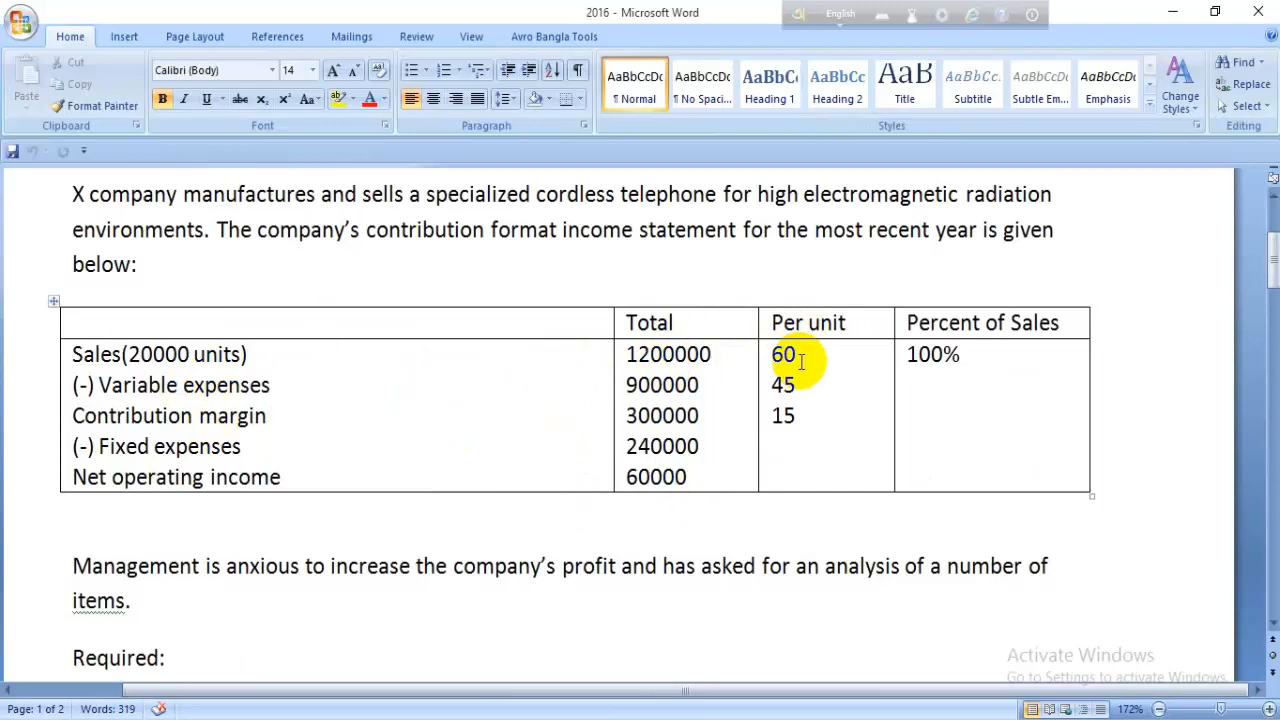 2016 - Microsoft Word
English
Home Insert Page Layout References Mailings Review View Avro Bangla Tools
Paste
Cut
Copy
Format Painter
Clipboard
Calibri (Body) 14
Font
Paragraph
AaBbCcDc AaBbCcDc AaBbC AaBbCc AaB AaBbCc. AaBbCcDc AaBbCcDc
¶ Normal ¶ No Spaci... Heading 1 Heading 2 Title Subtitle Subtle Em... Emphasis
Styles
Change Styles
Find
Replace
Select
Editing
X company manufactures and sells a specialized cordless telephone for high electromagnetic radiation
environments. The company’s contribution format income statement for the most recent year is given
below:
Total Per unit Percent of Sales
Sales(20000 units) 1200000 60 100%
(-) Variable expenses 900000 45
Contribution margin 300000 15
(-) Fixed expenses 240000
Net operating income 60000
Management is anxious to increase the company’s profit and has asked for an analysis of a number of
items.
Required:
Activate Windows
Go to Settings to activate Windows.
Page: 1 of 2 Words: 319 172%